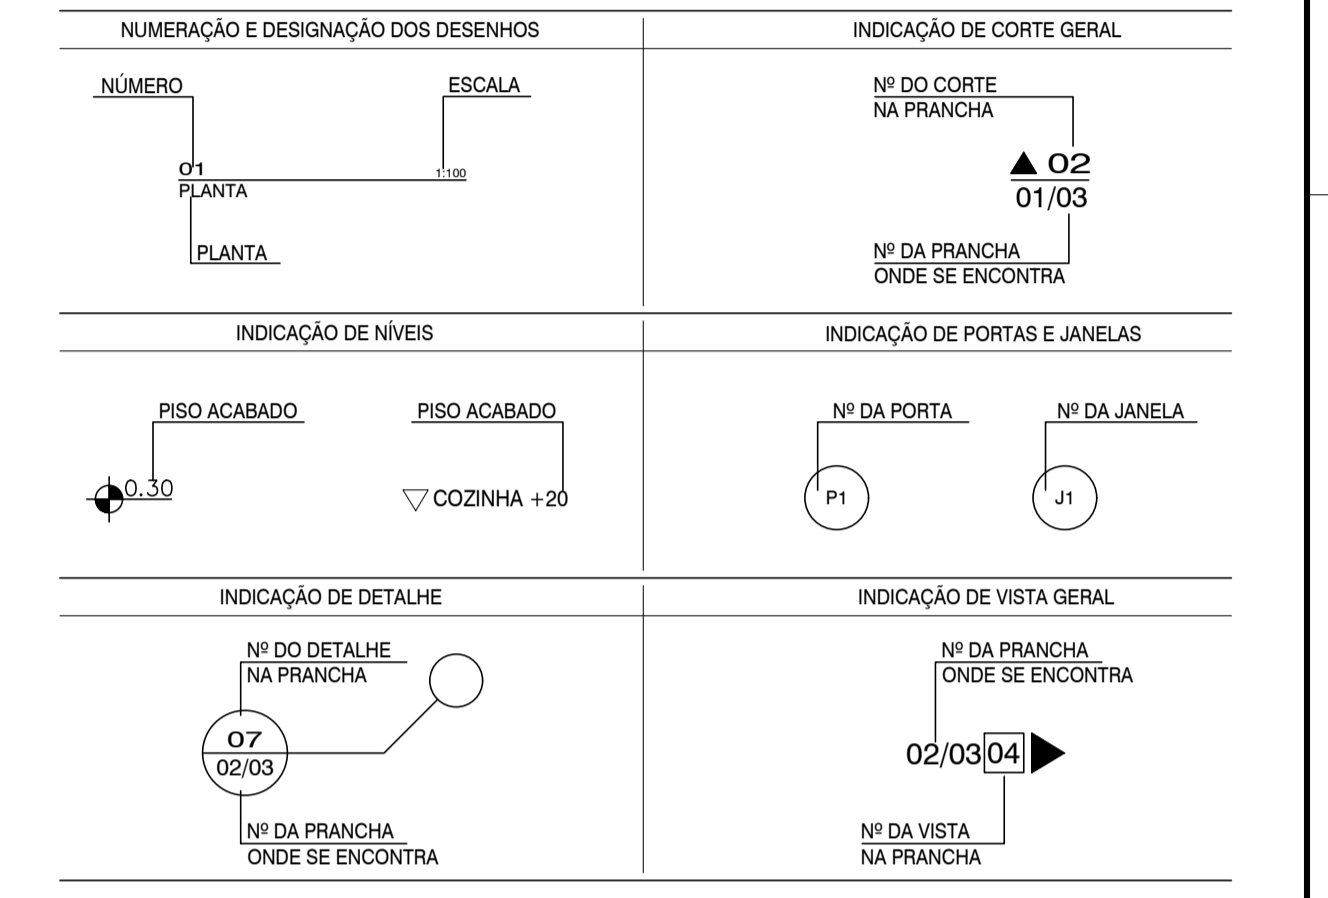 NUMERAÇÃO E DESIGNAÇÃO DOS DESENHOS
NÚMERO
ESCALA
01
1:100
PLANTA
PLANTA
INDICAÇÃO DE CORTE GERAL
Nº DO CORTE
NA PRANCHA
02
01/03
Nº DA PRANCHA
ONDE SE ENCONTRA
INDICAÇÃO DE NÍVEIS
PISO ACABADO
PISO ACABADO
0.30
COZINHA +20
INDICAÇÃO DE PORTAS E JANELAS
Nº DA PORTA
Nº DA JANELA
P1
J1
INDICAÇÃO DE DETALHE
Nº DO DETALHE
NA PRANCHA
07
02/03
Nº DA PRANCHA
ONDE SE ENCONTRA
INDICAÇÃO DE VISTA GERAL
Nº DA PRANCHA
ONDE SE ENCONTRA
02/03 04
Nº DA VISTA
NA PRANCHA